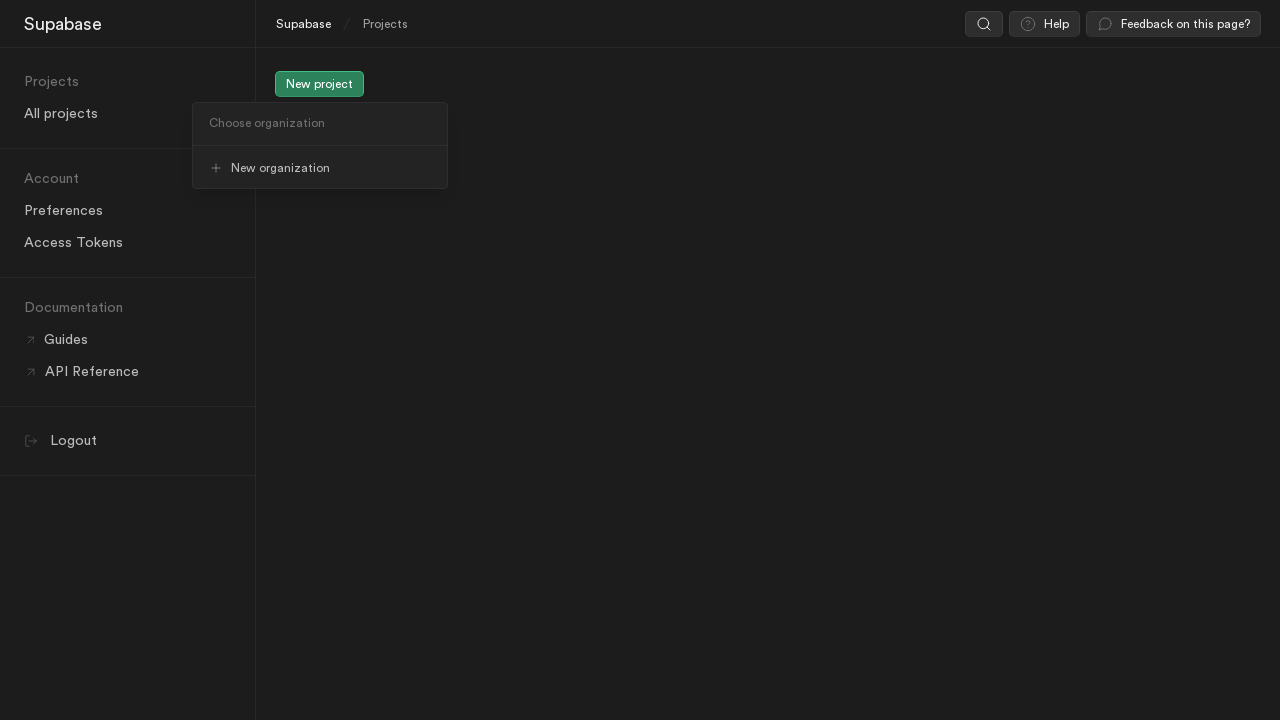 Supabase
Supabase / Projects
Help
Feedback on this page?
Projects
All projects
Account
Preferences
Access Tokens
Documentation
Guides
API Reference
Logout
New project
Choose organization
New organization